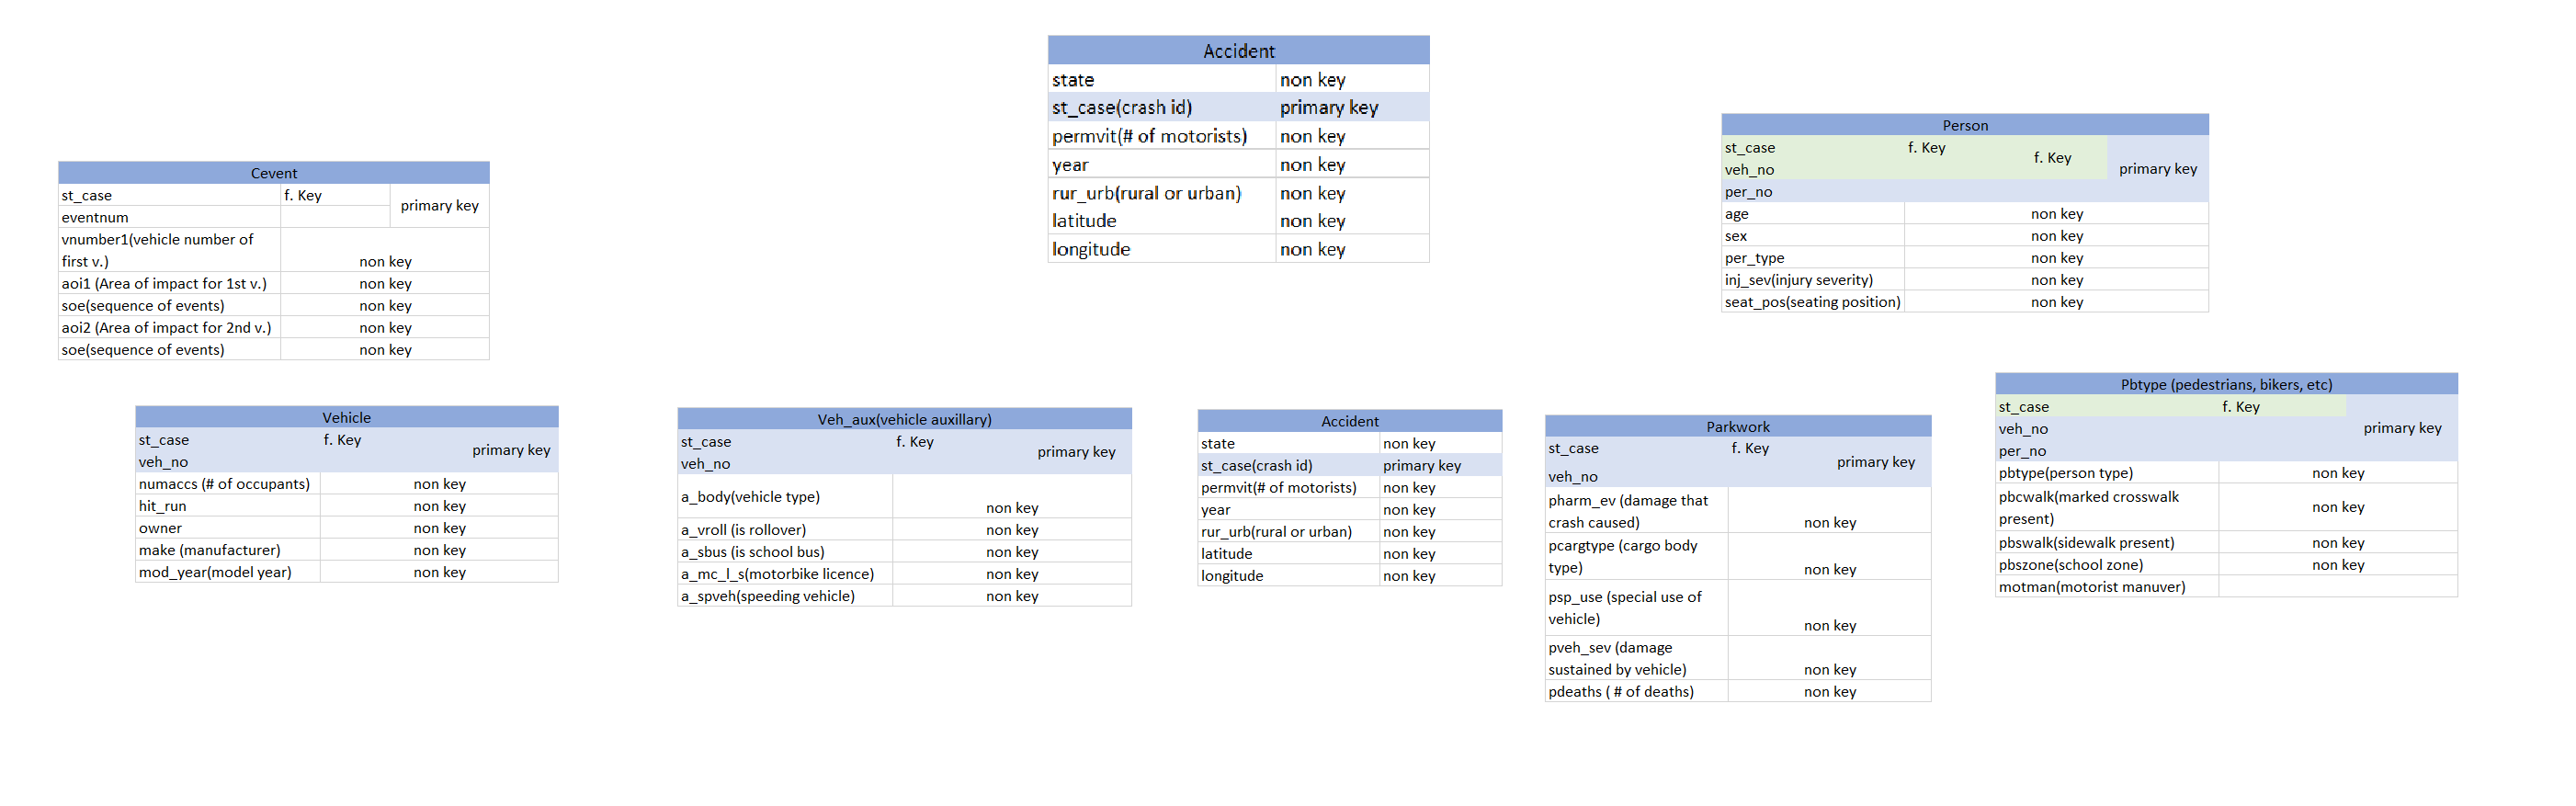 Accident
state non key
st_case(crash id) primary key
permvit(# of motorists) non key
year non key
rur_urb(rural or urban) non key
latitude non key
longitude non key
Person
st_case f. Key
f. Key
veh_no
primary key
per_no
age non key
sex non key
per_type non key
inj_sev(injury severity) non key
seat_pos(seating position) non key
Cevent
st_case f. Key
primary key
eventnum
vnumber1(vehicle number of
first v.) non key
aoi1 (Area of impact for 1st v.) non key
soe(sequence of events) non key
aoi2 (Area of impact for 2nd v.) non key
soe(sequence of events) non key
Vehicle
st_case f. Key
primary key
veh_no
numaccs (# of occupants) non key
hit_run non key
owner non key
make (manufacturer) non key
mod_year(model year) non key
Veh_aux(vehicle auxillary)
st_case f. Key
primary key
veh_no
a_body(vehicle type)
non key
a_vroll (is rollover) non key
a_sbus (is school bus) non key
a_mc_l_s(motorbike licence) non key
a_spveh(speeding vehicle) non key
Accident
state non key
st_case(crash id) primary key
permvit(# of motorists) non key
year non key
rur_urb(rural or urban) non key
latitude non key
longitude non key
Parkwork
st_case f. Key
primary key
veh_no
pharm_ev (damage that
crash caused) non key
pcargtype (cargo body
type) non key
psp_use (special use of
vehicle)
non key
pveh_sev (damage
sustained by vehicle) non key
pdeaths ( # of deaths) non key
Pbtype (pedestrians, bikers, etc)
st_case f. Key
veh_no primary key
per_no
pbtype(person type) non key
pbcwalk(marked crosswalk
present) non key
pbswalk(sidewalk present) non key
pbszone(school zone) non key
motman(motorist manuver)